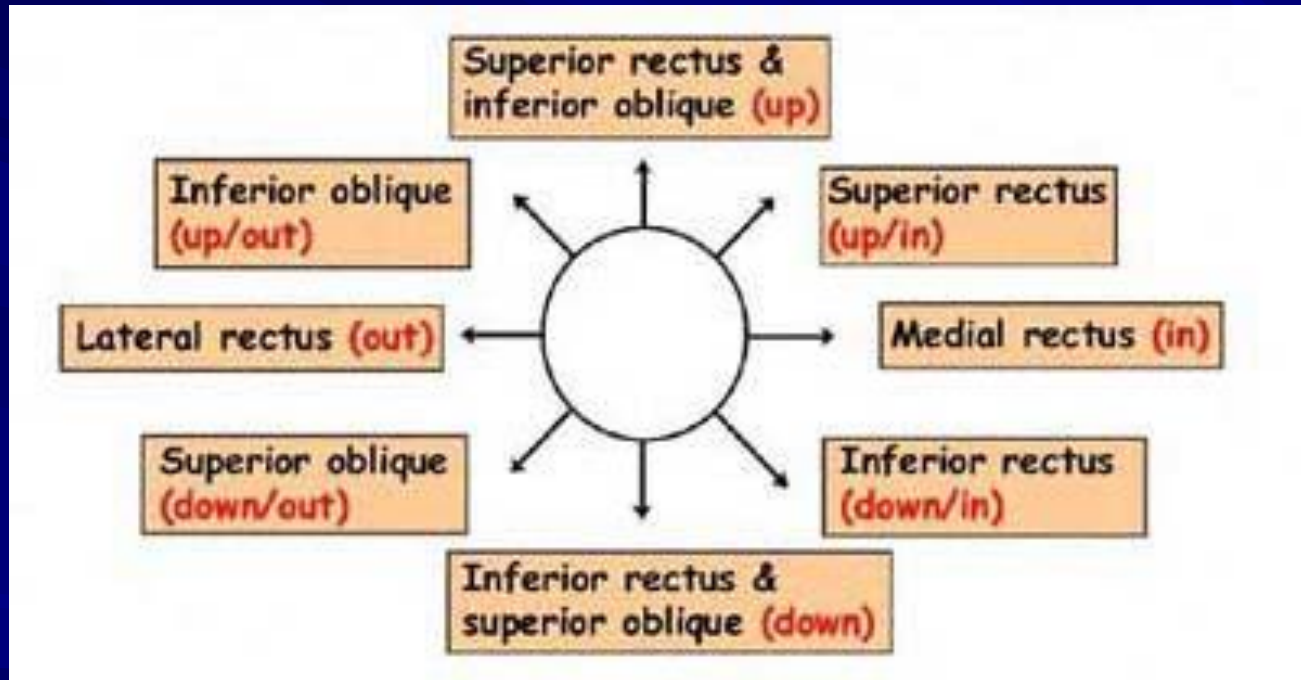 Superior rectus &
inferior oblique (up)
Inferior oblique
(up/out)
Superior rectus
(up/in)
Lateral rectus (out)
Medial rectus (in)
Superior oblique
(down/out)
Inferior rectus
(down/in)
Inferior rectus &
superior oblique (down)